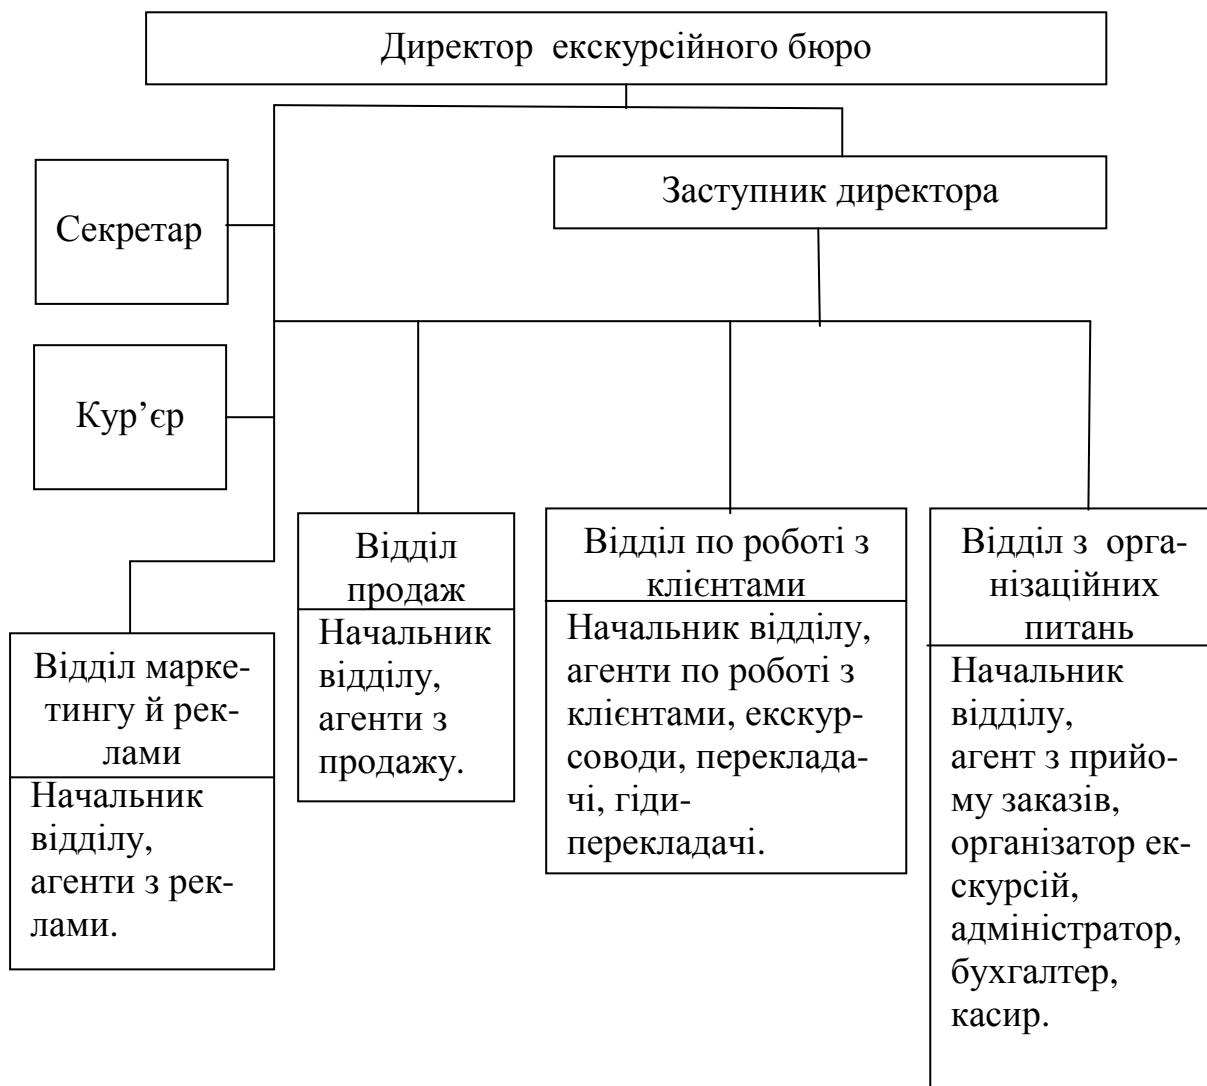 Директор екскурсійного бюро
Заступник директора
Секретар
Кур’єр
Відділ марке-
тингу й рек-
лами
Начальник
відділу,
агенти з рек-
лами.
Відділ
продаж
Начальник
відділу,
агенти з
продажу.
Відділ по роботі з
клієнтами
Начальник відділу,
агенти по роботі з
клієнтами, екскур-
соводи, переклада-
чі, гіди-
перекладачі.
Відділ з орга-
нізаційних
питань
Начальник
відділу,
агент з прийо-
му заказів,
організатор ек-
скурсій,
адміністратор,
бухгалтер,
касир.